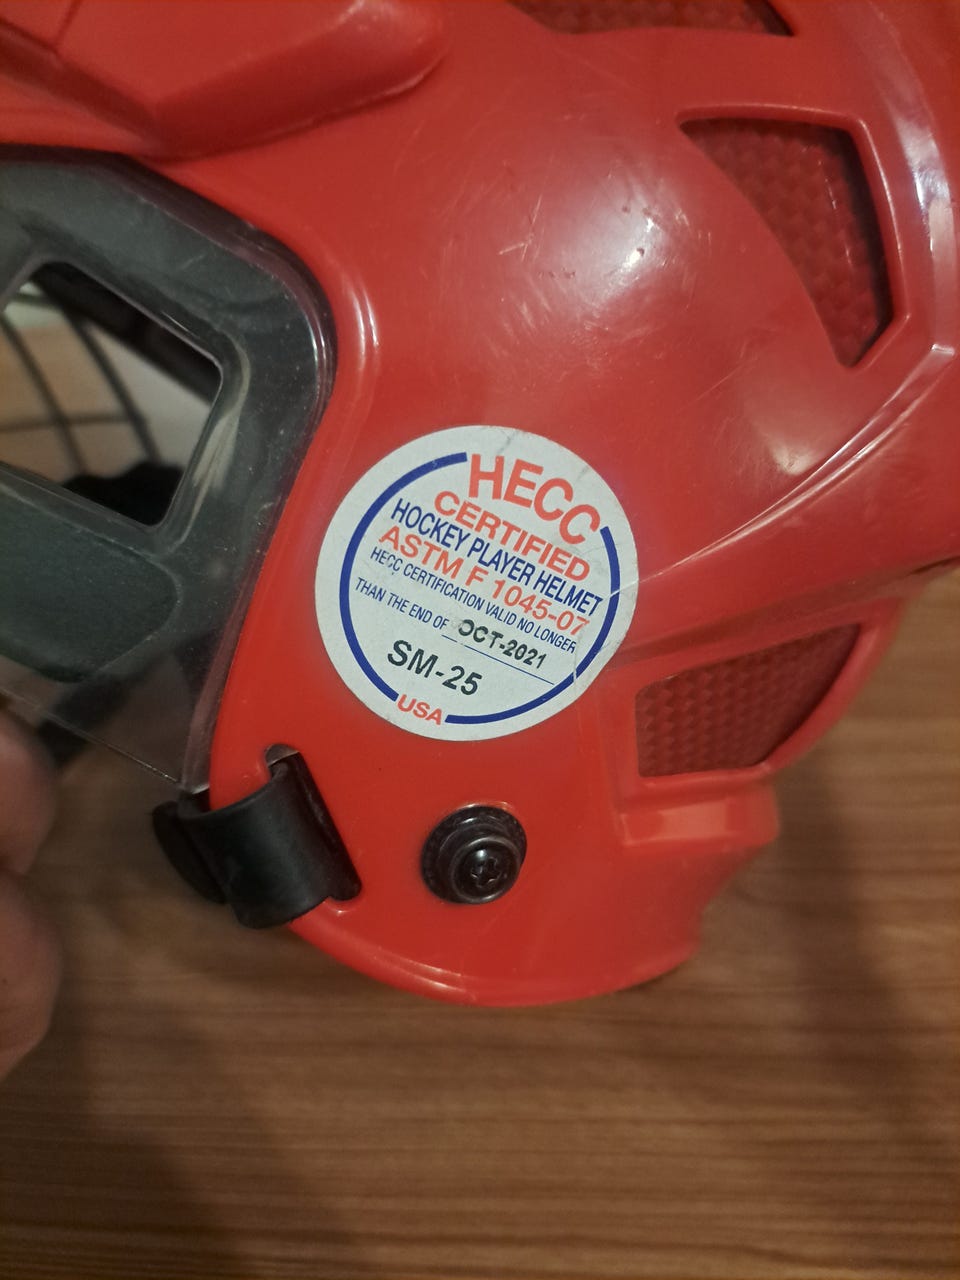 HECC
CERTIFIED
HOCKEY PLAYER HELMET
ASTM F 1045-07
HECC CERTIFICATION VALID NO LONGER
THAN THE END OF OCT-2021
SM-25
USA